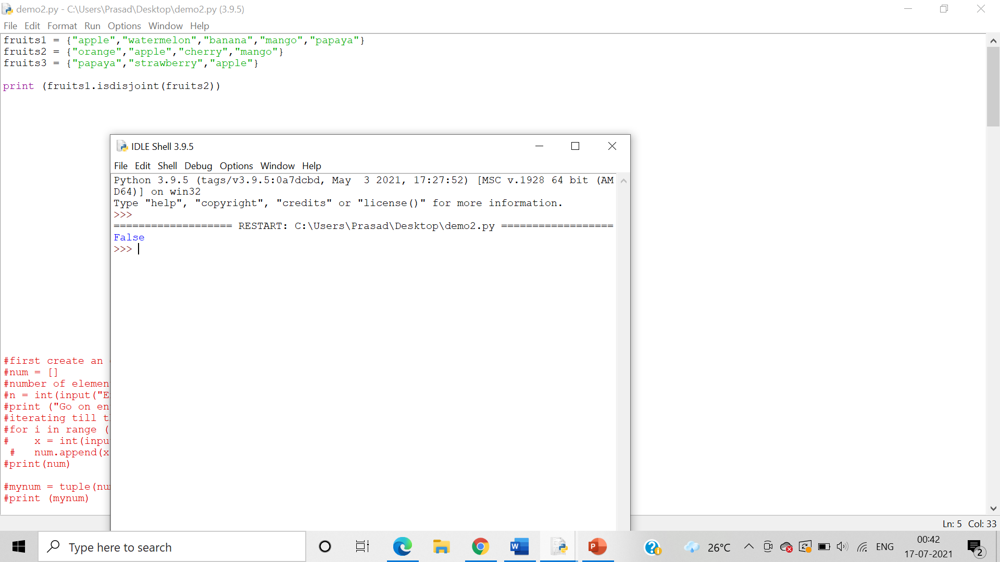 demo2.py - C:\Users\Prasad\Desktop\demo2.py (3.9.5)
File Edit Format Run Options Window Help
fruits1 = {"apple","watermelon","banana","mango","papaya"}
fruits2 = {"orange","apple","cherry","mango"}
fruits3 = {"papaya","strawberry","apple"}
print (fruits1.isdisjoint(fruits2))
IDLE Shell 3.9.5
File Edit Shell Debug Options Window Help
Python 3.9.5 (tags/v3.9.5:0a7dcbd, May  3 2021, 17:27:52) [MSC v.1928 64 bit (AM
D64)] on win32
Type "help", "copyright", "credits" or "license()" for more information.
>>>
=================== RESTART: C:\Users\Prasad\Desktop\demo2.py ==================
False
>>>
#first create an
#num = []
#number of elemen
#n = int(input("E
#print ("Go on en
#iterating till t
#for i in range (
#    x = int(inpu
 #   num.append(x
#print(num)
#mynum = tuple(nu
#print (mynum)
Ln: 5 Col: 33
Type here to search
26°C
ENG
00:42
17-07-2021
2